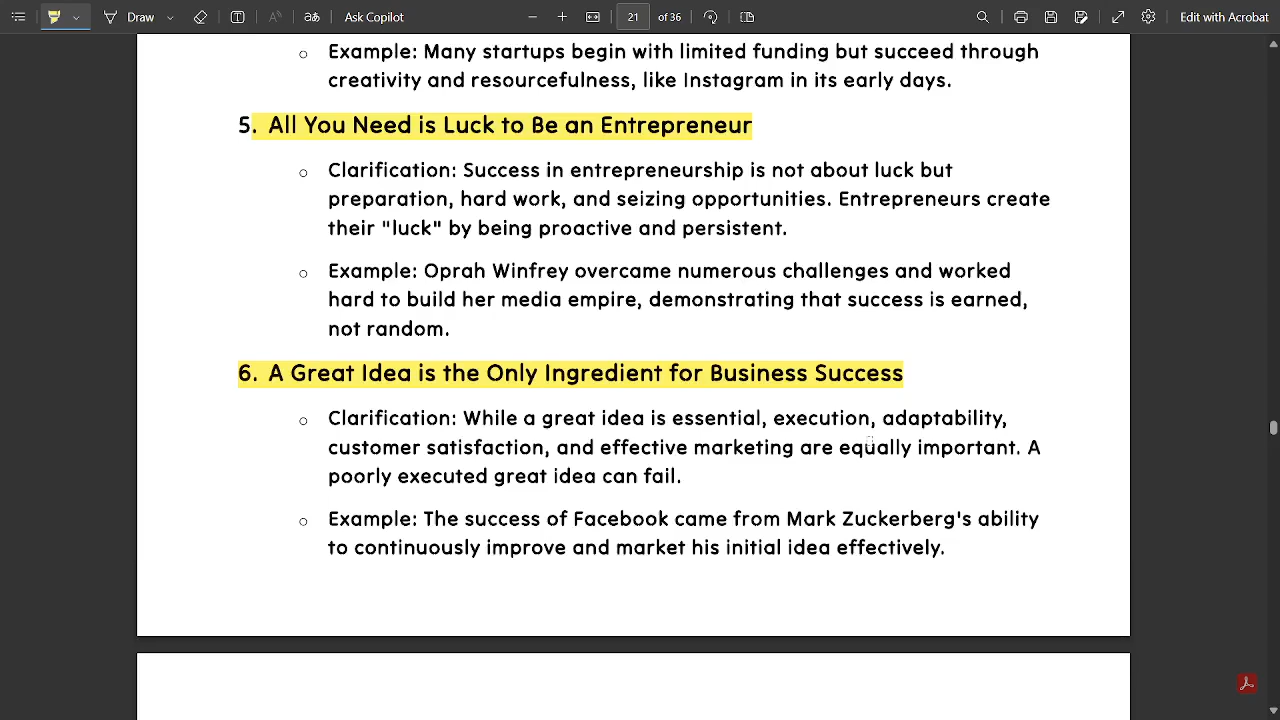 Draw
Ask Copilot
21 of 36
Edit with Acrobat
○ Example: Many startups begin with limited funding but succeed through
creativity and resourcefulness, like Instagram in its early days.
5. All You Need is Luck to Be an Entrepreneur
○ Clarification: Success in entrepreneurship is not about luck but
preparation, hard work, and seizing opportunities. Entrepreneurs create
their "luck" by being proactive and persistent.
○ Example: Oprah Winfrey overcame numerous challenges and worked
hard to build her media empire, demonstrating that success is earned,
not random.
6. A Great Idea is the Only Ingredient for Business Success
○ Clarification: While a great idea is essential, execution, adaptability,
customer satisfaction, and effective marketing are equally important. A
poorly executed great idea can fail.
○ Example: The success of Facebook came from Mark Zuckerberg's ability
to continuously improve and market his initial idea effectively.